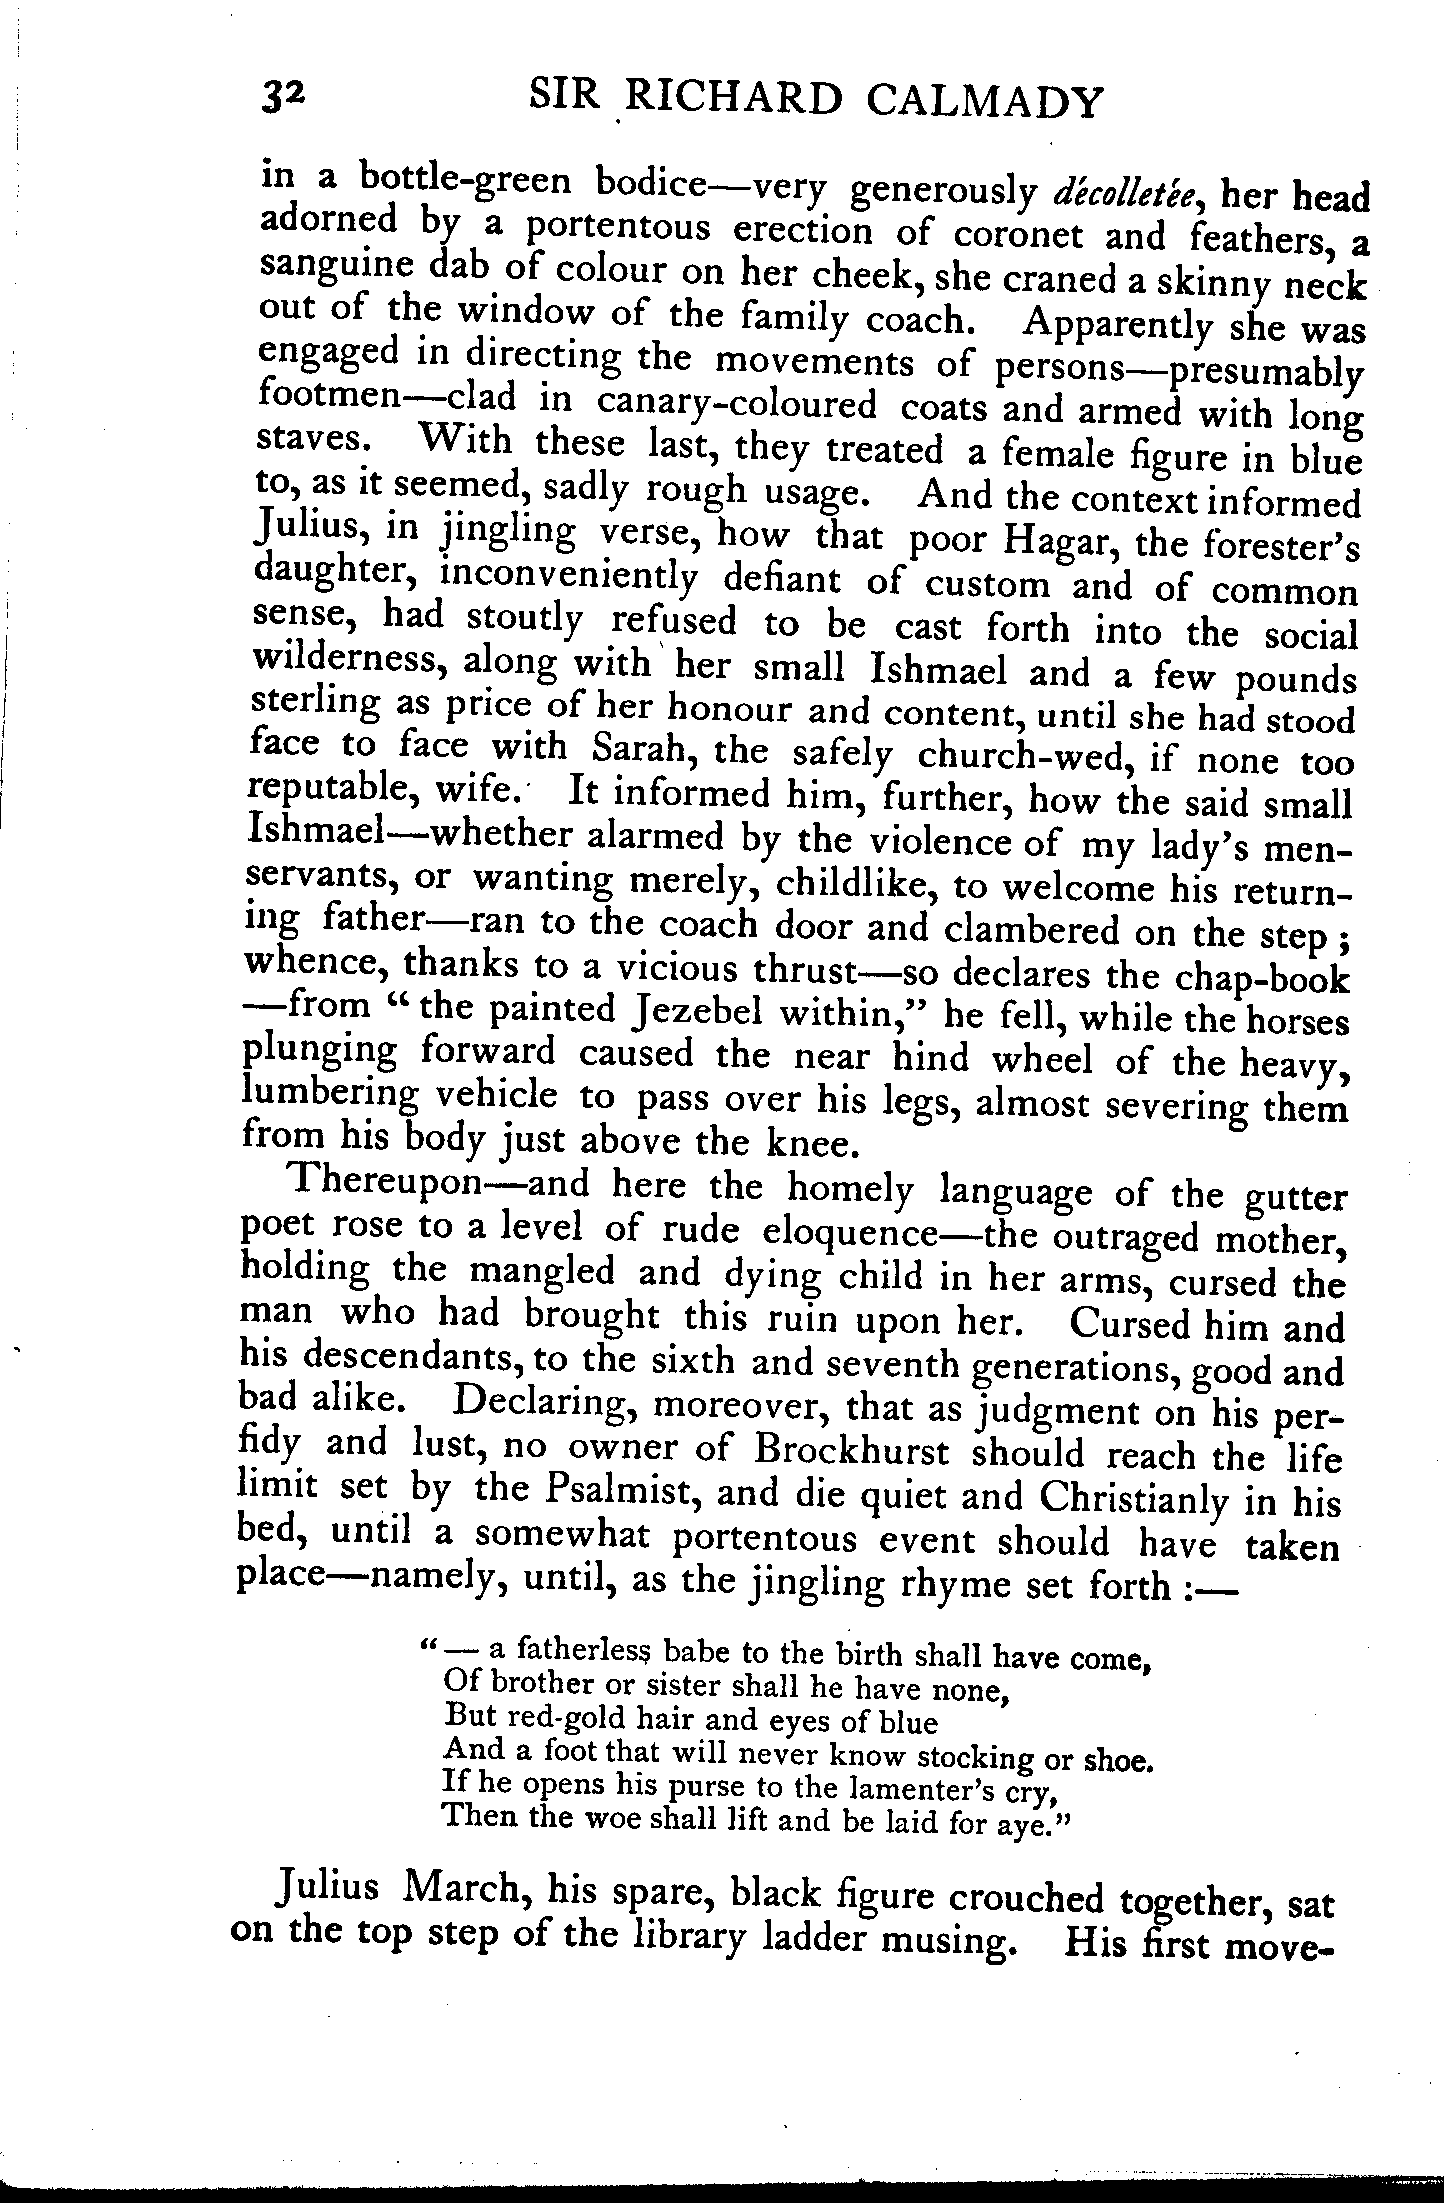 32 SIR RICHARD CALMADY
in a bottle-green bodice—very generously décolletée, her head
adorned by a portentous erection of coronet and feathers, a
sanguine dab of colour on her cheek, she craned a skinny neck
out of the window of the family coach. Apparently she was
engaged in directing the movements of persons—presumably
footmen—clad in canary-coloured coats and armed with long
staves. With these last, they treated a female figure in blue
to, as it seemed, sadly rough usage. And the context informed
Julius, in jingling verse, how that poor Hagar, the forester's
daughter, inconveniently defiant of custom and of common
sense, had stoutly refused to be cast forth into the social
wilderness, along with her small Ishmael and a few pounds
sterling as price of her honour and content, until she had stood
face to face with Sarah, the safely church-wed, if none too
reputable, wife. It informed him, further, how the said small
Ishmael—whether alarmed by the violence of my lady's men-
servants, or wanting merely, childlike, to welcome his return-
ing father—ran to the coach door and clambered on the step;
whence, thanks to a vicious thrust—so declares the chap-book
—from "the painted Jezebel within," he fell, while the horses
plunging forward caused the near hind wheel of the heavy,
lumbering vehicle to pass over his legs, almost severing them
from his body just above the knee.
Thereupon—and here the homely language of the gutter
poet rose to a level of rude eloquence—the outraged mother,
holding the mangled and dying child in her arms, cursed the
man who had brought this ruin upon her. Cursed him and
his descendants, to the sixth and seventh generations, good and
bad alike. Declaring, moreover, that as judgment on his per-
fidy and lust, no owner of Brockhurst should reach the life
limit set by the Psalmist, and die quiet and Christianly in his
bed, until a somewhat portentous event should have taken
place—namely, until, as the jingling rhyme set forth :—
"— a fatherless babe to the birth shall have come,
Of brother or sister shall he have none,
But red-gold hair and eyes of blue
And a foot that will never know stocking or shoe.
If he opens his purse to the lamenter's cry,
Then the woe shall lift and be laid for aye."
Julius March, his spare, black figure crouched together, sat
on the top step of the library ladder musing. His first move-